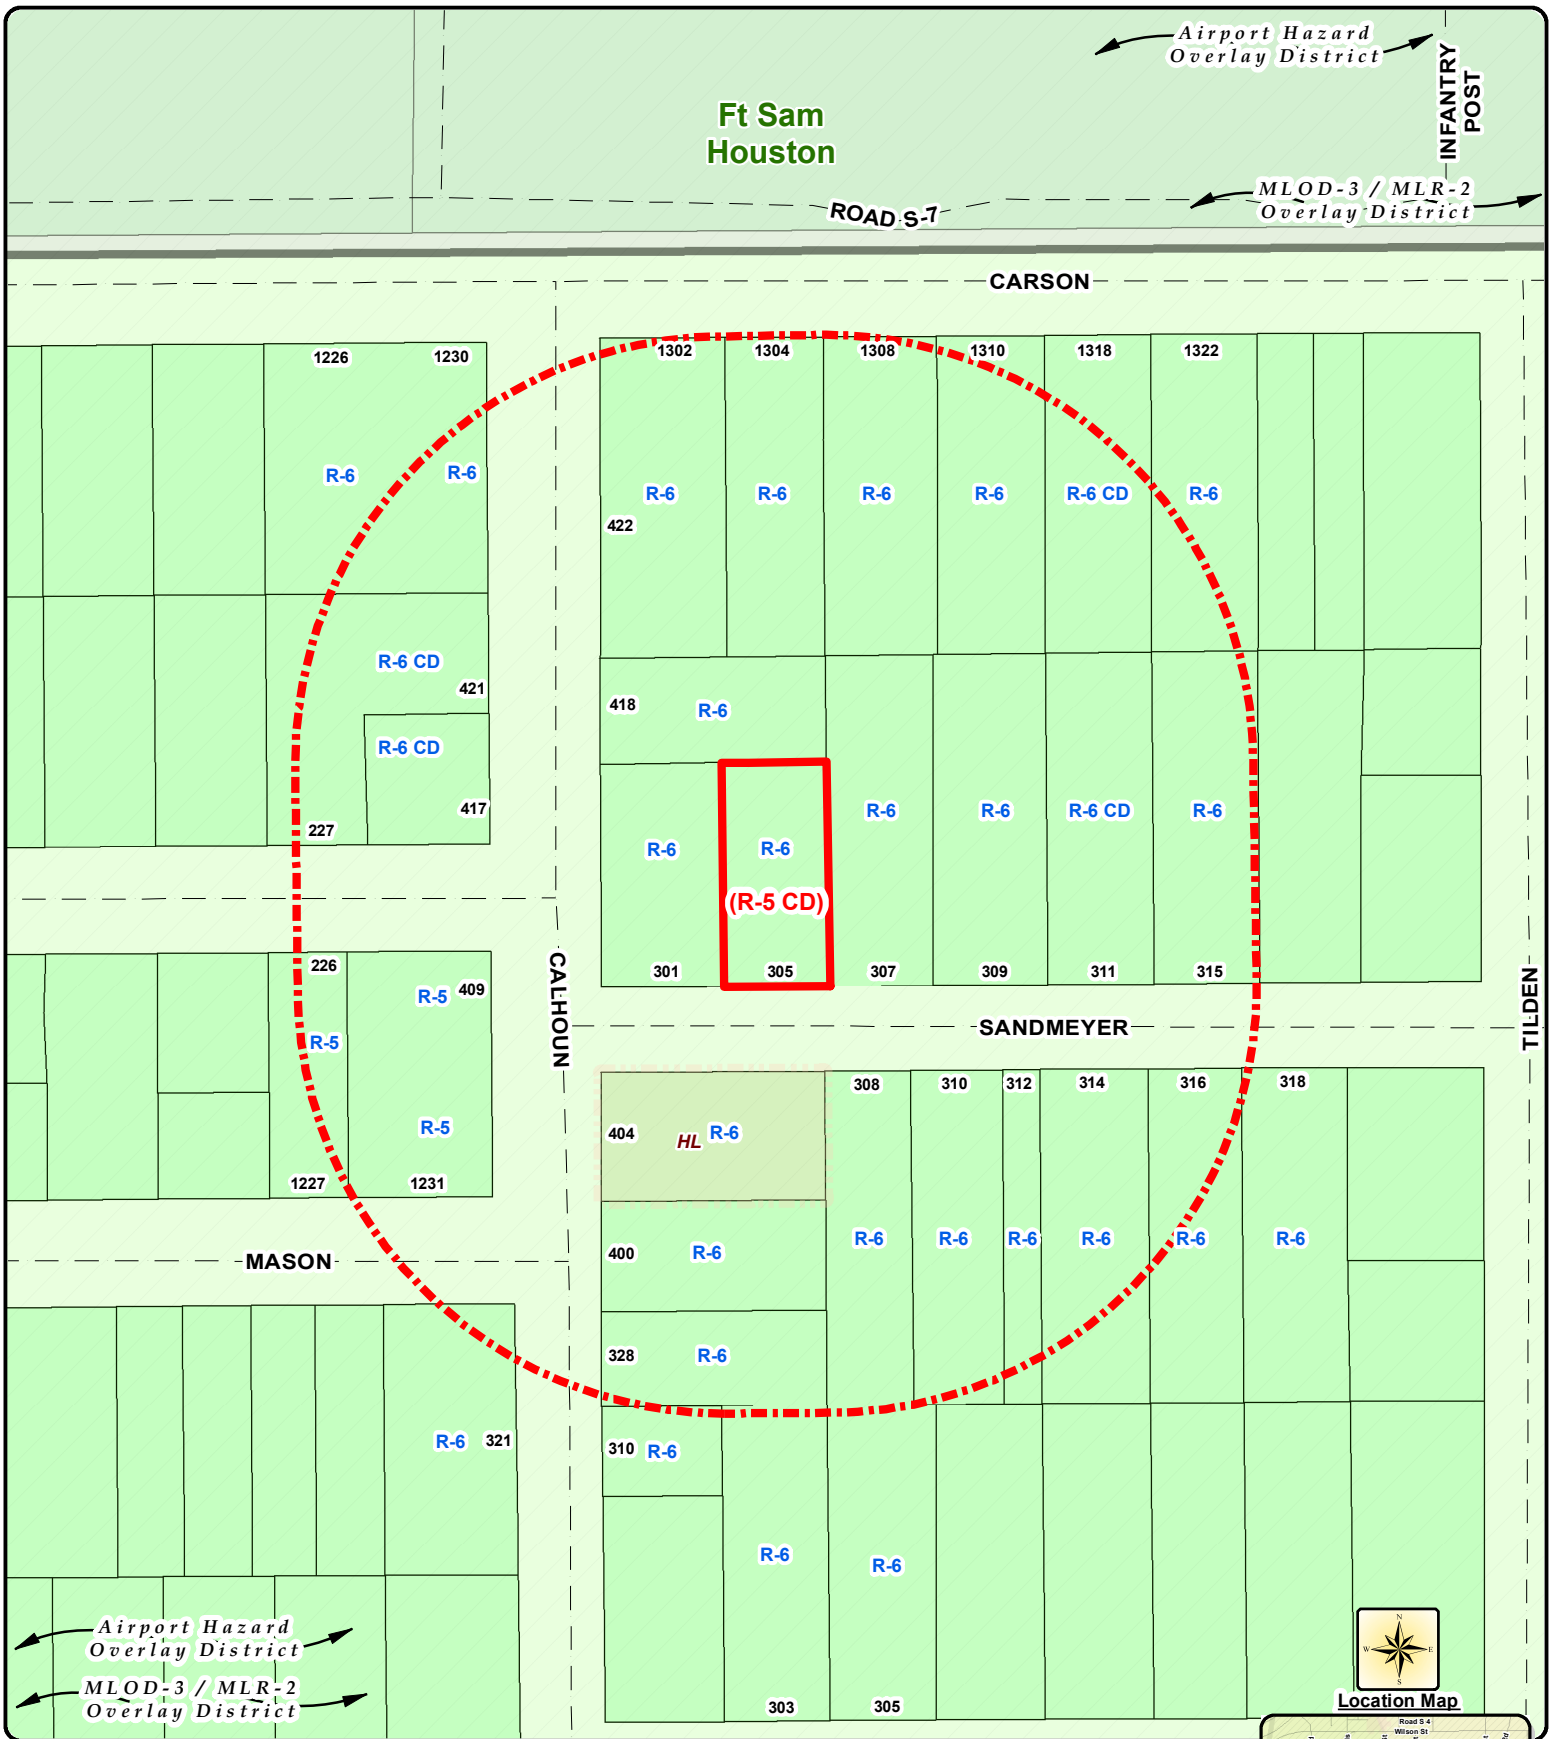 Airport Hazard
Overlay District
INFANTRY
POST
Ft Sam
Houston
MLOD-3 / MLR-2
Overlay District
ROAD S-7
CARSON
1226
1230
1302
1304
1308
1310
1318
1322
R-6
R-6
R-6
R-6
R-6
R-6
R-6 CD
R-6
422
R-6 CD
421
418
R-6
R-6 CD
417
227
R-6
R-6
R-6
R-6
R-6 CD
R-6
(R-5 CD)
301
305
307
309
311
315
226
R-5
409
CALHOUN
SANDMEYER
TILDEN
R-5
R-5
1227
1231
404
HL
R-6
308
310
312
314
316
318
400
R-6
R-6
R-6
R-6
R-6
R-6
R-6
MASON
328
R-6
R-6
321
310
R-6
R-6
R-6
303
305
Airport Hazard
Overlay District
MLOD-3 / MLR-2
Overlay District
N
W
E
S
Location Map
Road S 4
Wilson St